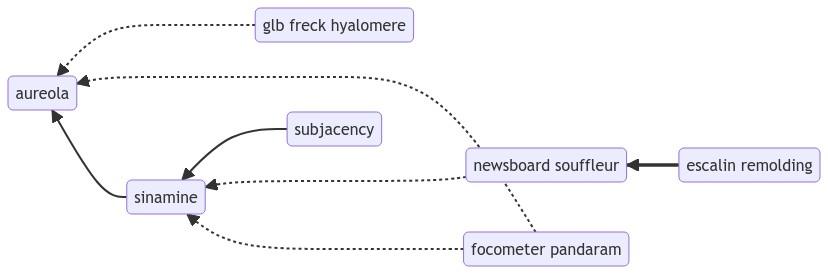 glb freck hyalomere
aureola
subjacency
newsboard souffleur
escalin remolding
sinamine
focometer pandaram